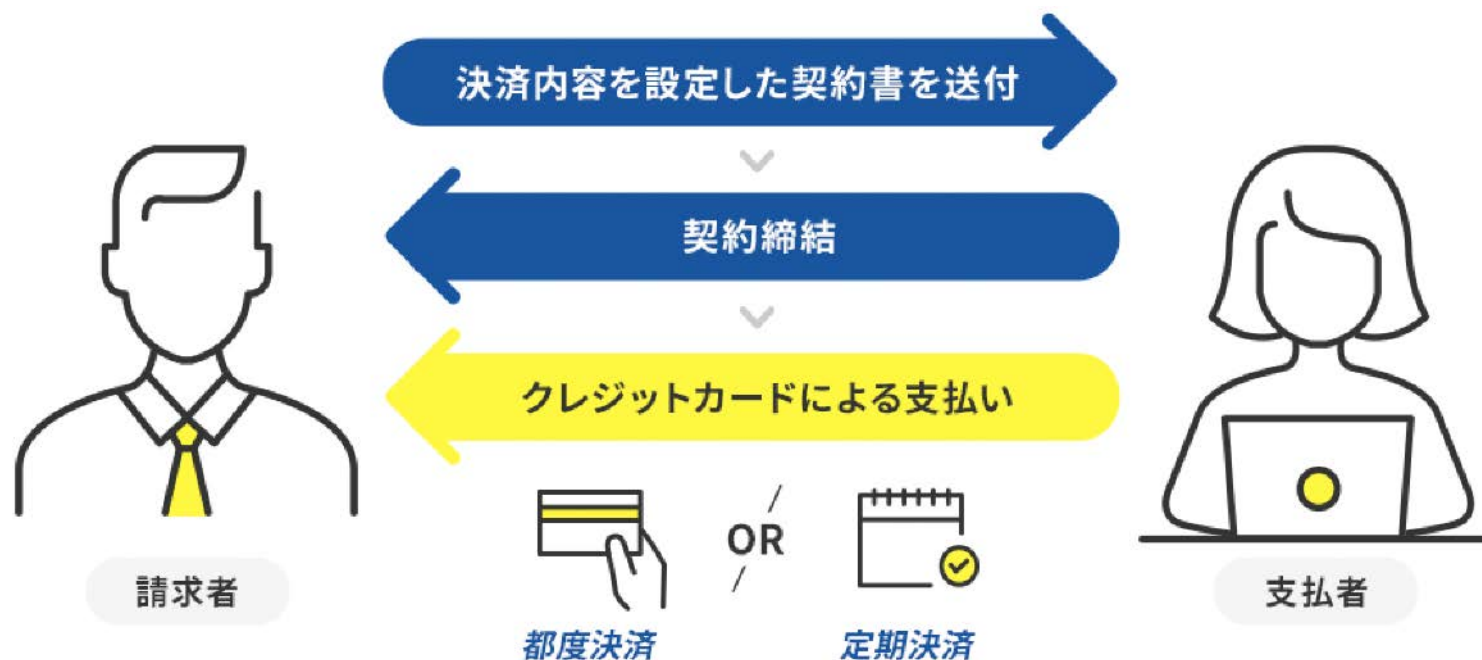 決済内容を設定した契約書を送付
契約締結
クレジットカードによる支払い
OR
請求者
支払者
都度決済
定期決済